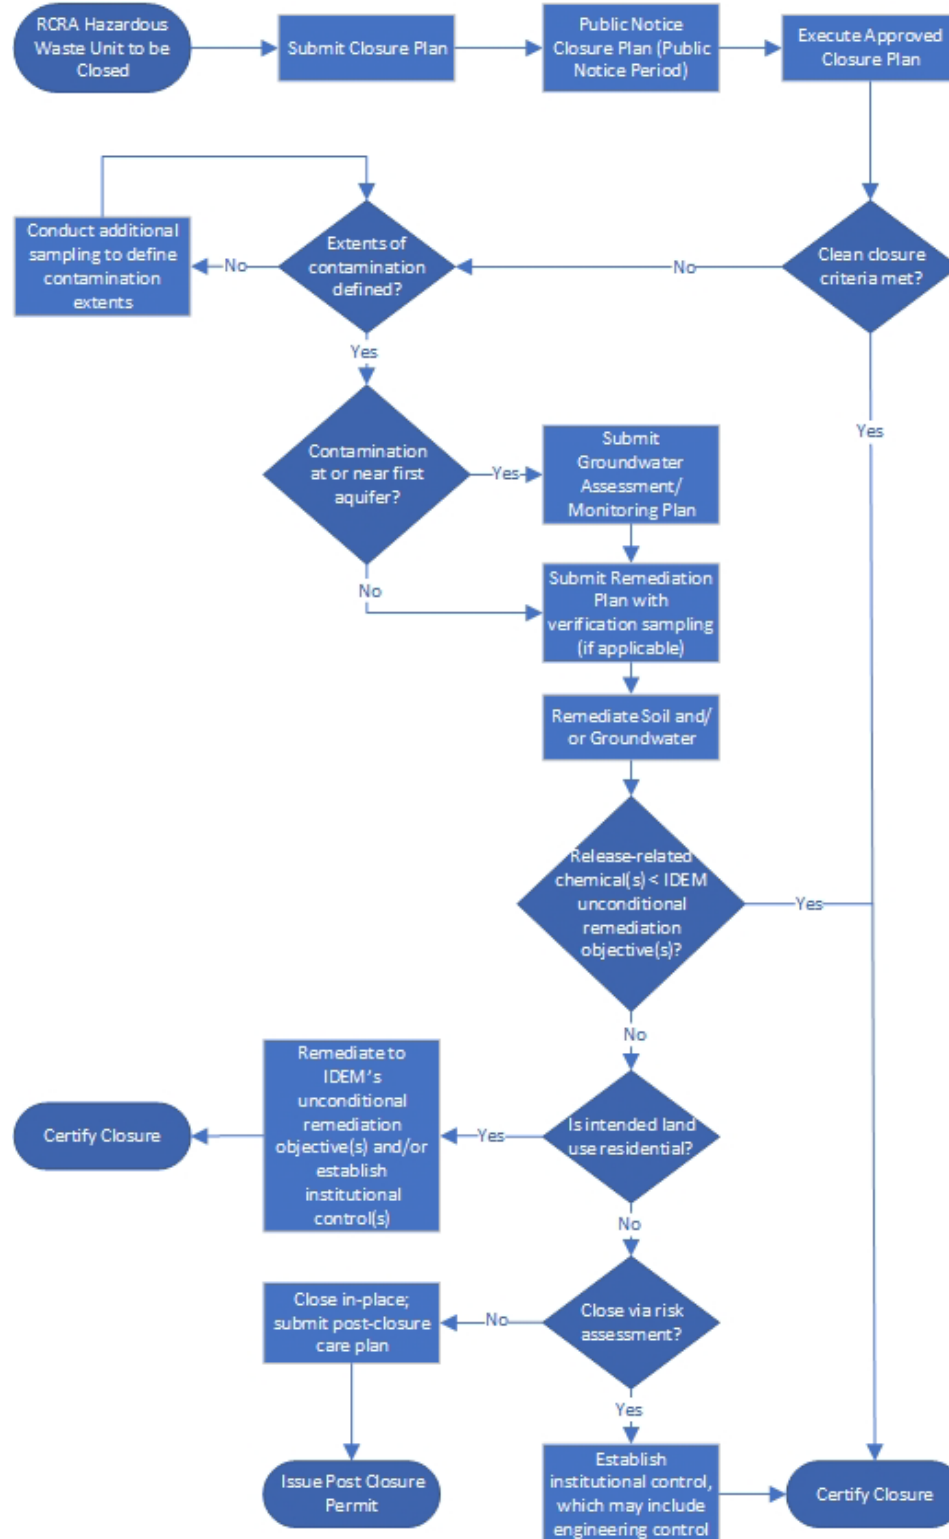 RCRA Hazardous
Waste Unit to be
Closed
Submit Closure Plan
Public Notice
Closure Plan (Public
Notice Period)
Execute Approved
Closure Plan
Conduct additional
sampling to define
contamination
extents
No
Extents of
contamination
defined?
No
Clean closure
criteria met?
Yes
Yes
Contamination
at or near first
aquifer?
Yes
Submit
Groundwater
Assessment/
Monitoring Plan
No
Submit Remediation
Plan with
verification sampling
(if applicable)
Remediate Soil and/
or Groundwater
Release-related
chemical(s) < IDEM
unconditional
remediation
objective(s)?
Yes
No
Certify Closure
Remediate to
IDEM's
unconditional
remediation
objective(s) and/or
establish
institutional
control(s)
Yes
Is intended land
use residential?
No
Close in-place;
submit post-closure
care plan
No
Close via risk
assessment?
Yes
Issue Post Closure
Permit
Establish
institutional control,
which may include
engineering control
Certify Closure